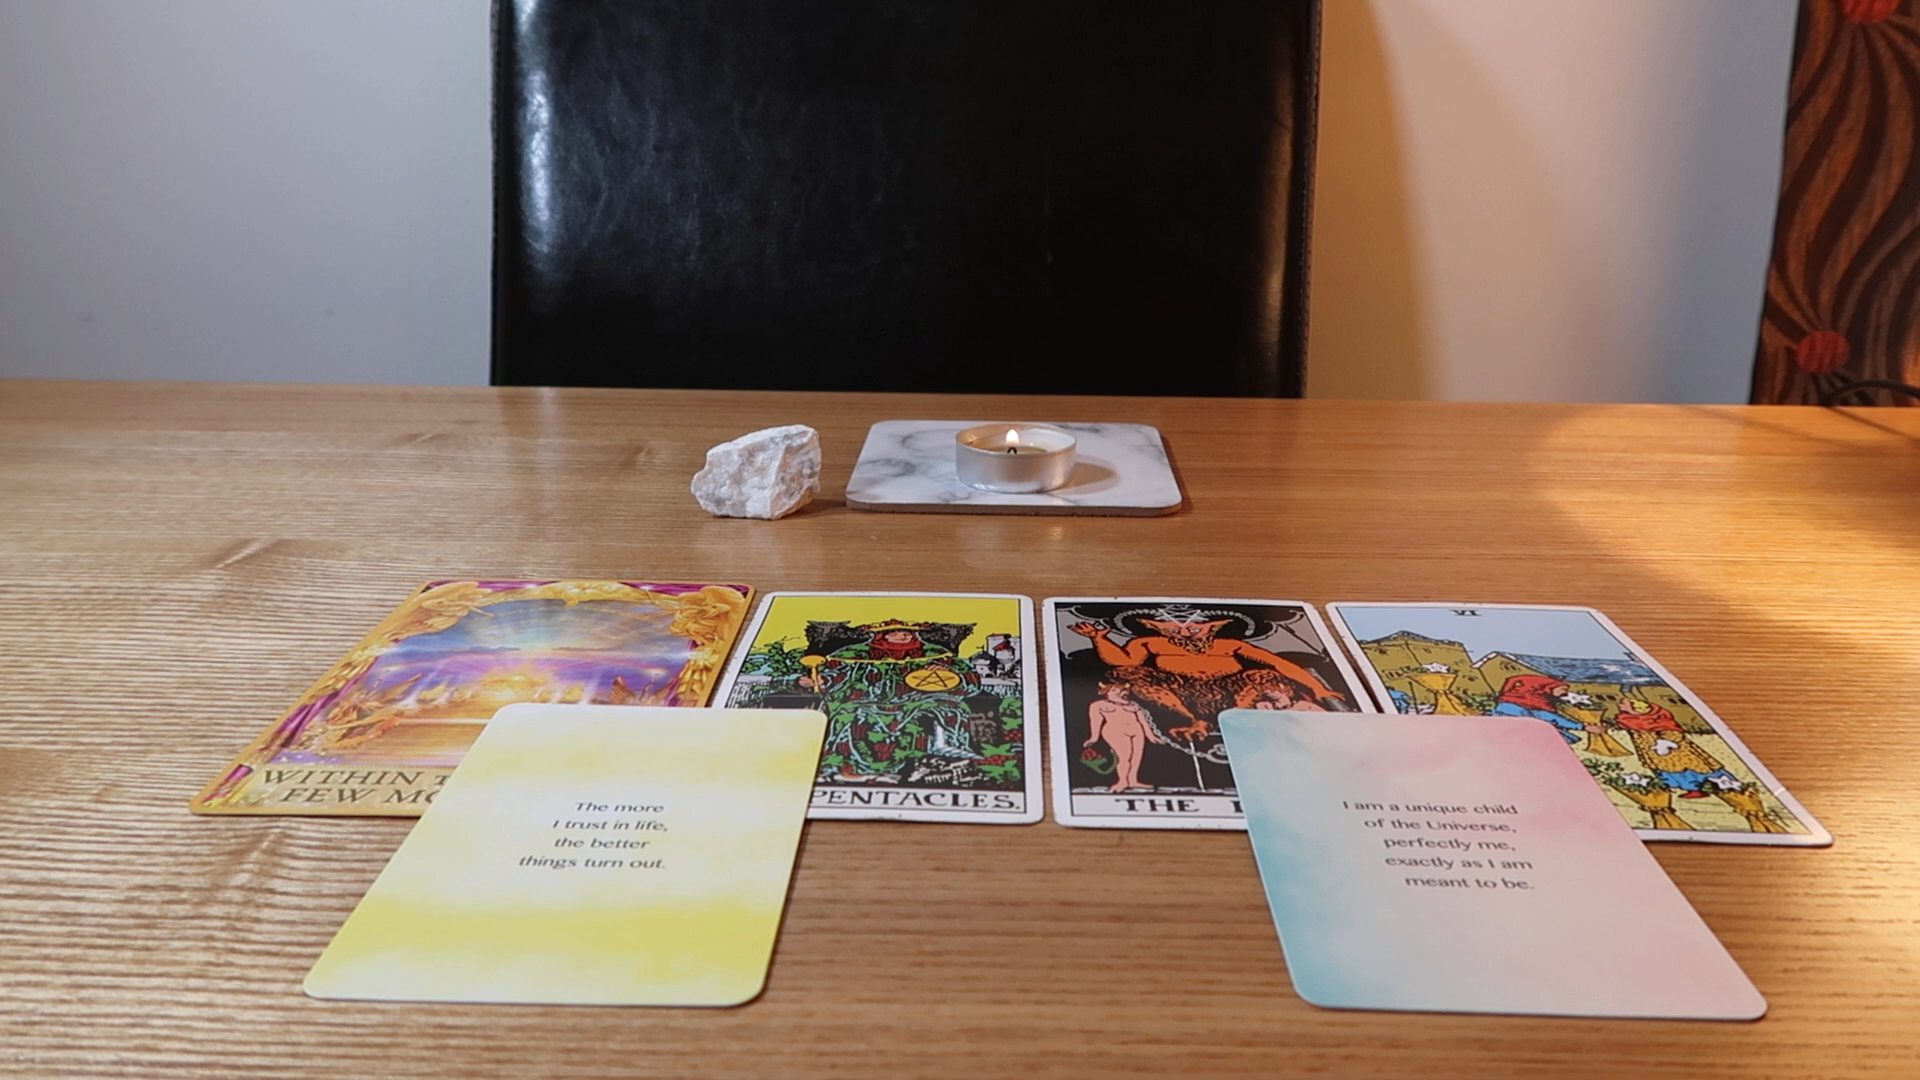 XV
VI
WITHIN
FEW
PENTACLES.
THE
The more
I trust in life,
the better
things turn out.
I am a unique child
of the Universe,
perfectly me,
exactly as I am
meant to be.